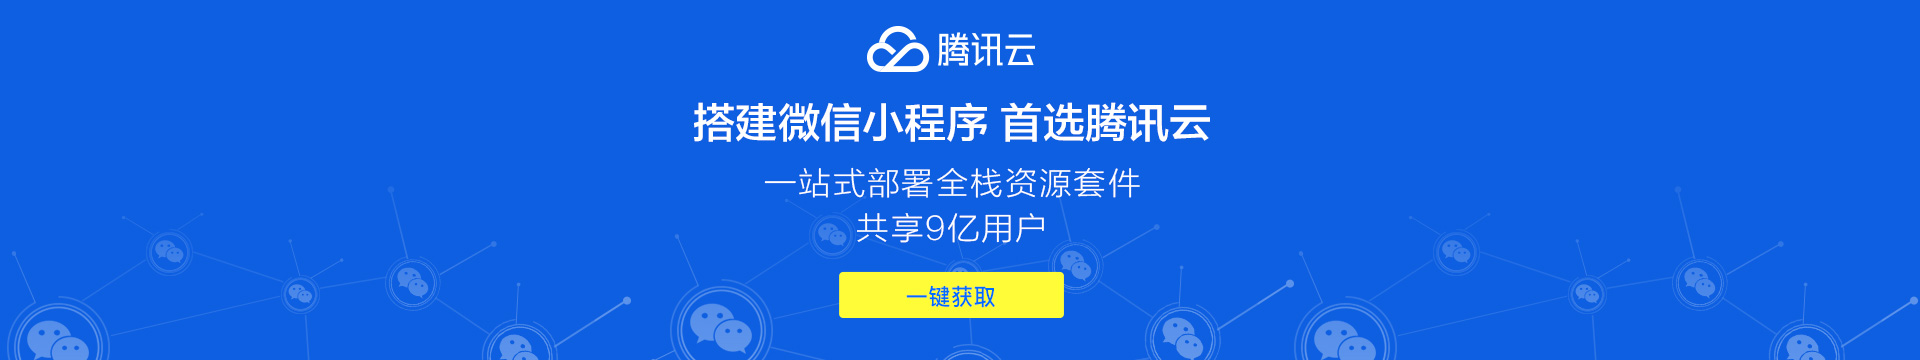 腾讯云
搭建微信小程序 首选腾讯云
一站式部署全栈资源套件
共享9亿用户
一键获取